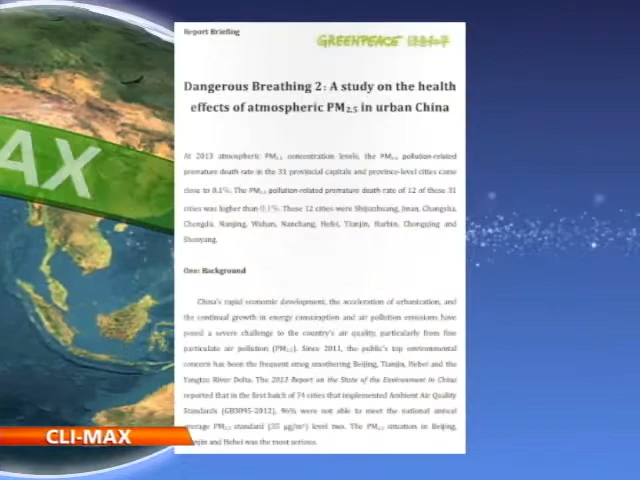 Report Briefing
GREENPEACE 绿色和平
Dangerous Breathing 2: A study on the health
effects of atmospheric PM2.5 in urban China
At 2013 atmospheric PM2.5 concentration levels, the PM2.5 pollution-related
premature death rate in the 31 provincial capitals and province-level cities came
close to 0.1%. The PM2.5 pollution-related premature death rate of 12 of these 31
cities was higher than 0.1%. These 12 cities were Shijiazhuang, Jinan, Changsha,
Chengdu, Nanjing, Wuhan, Nanchang, Hefei, Tianjin, Harbin, Chongqing and
Shenyang.
One: Background
China's rapid economic development, the acceleration of urbanization, and
the continual growth in energy consumption and air pollution emissions have
posed a severe challenge to the country's air quality, particularly from fine
particulate air pollution (PM2.5). Since 2011, the public's top environmental
concern has been the frequent smog smothering Beijing, Tianjin, Hebei and the
Yangtze River Delta. The 2013 Report on the State of the Environment in China
reported that in the first batch of 74 cities that implemented Ambient Air Quality
Standards (GB3095-2012), 96% were not able to meet the national annual
average PM2.5 standard (35 μg/m³) level two. The PM2.5 situation in Beijing,
Tianjin and Hebei was the most serious.
AX
CLI-MAX